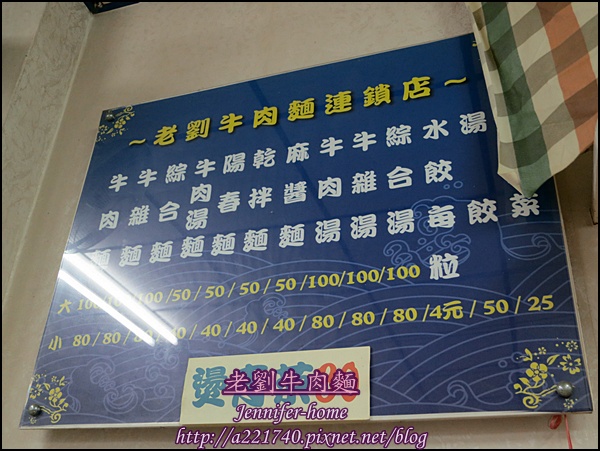 ~老劉牛肉麵連鎖店~
牛肉麵
牛雜麵
綜合麵
牛肉湯麵
陽春麵
乾拌麵
麻醬麵
牛肉湯
牛雜湯
綜合湯
水餃每粒
湯餃
大 100/100/100/50/50/50/50/100/100/100
小 80/80/80/40/40/40/40/80/80/80/4元/50/25
老劉牛肉麵
Jennifer-home
http://a221740.pixnet.net/blog